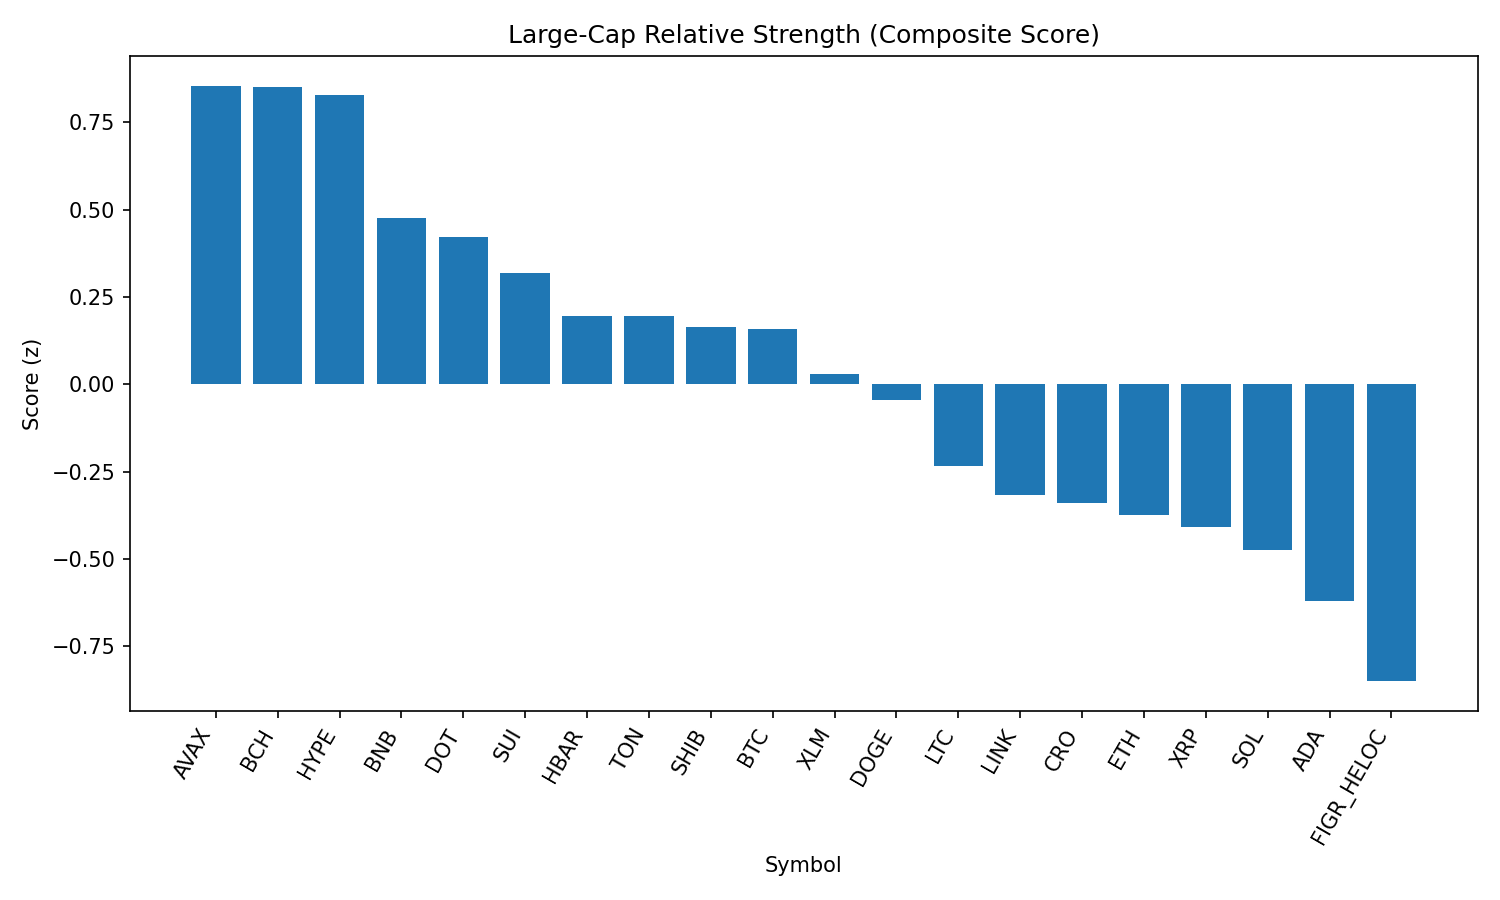 Large-Cap Relative Strength (Composite Score)
Score (z)
0.75
0.50
0.25
0.00
−0.25
−0.50
−0.75
AVAX
BCH
HYPE
BNB
DOT
SUI
HBAR
TON
SHIB
BTC
XLM
DOGE
LTC
LINK
CRO
ETH
XRP
SOL
ADA
FIGR_HELOC
Symbol